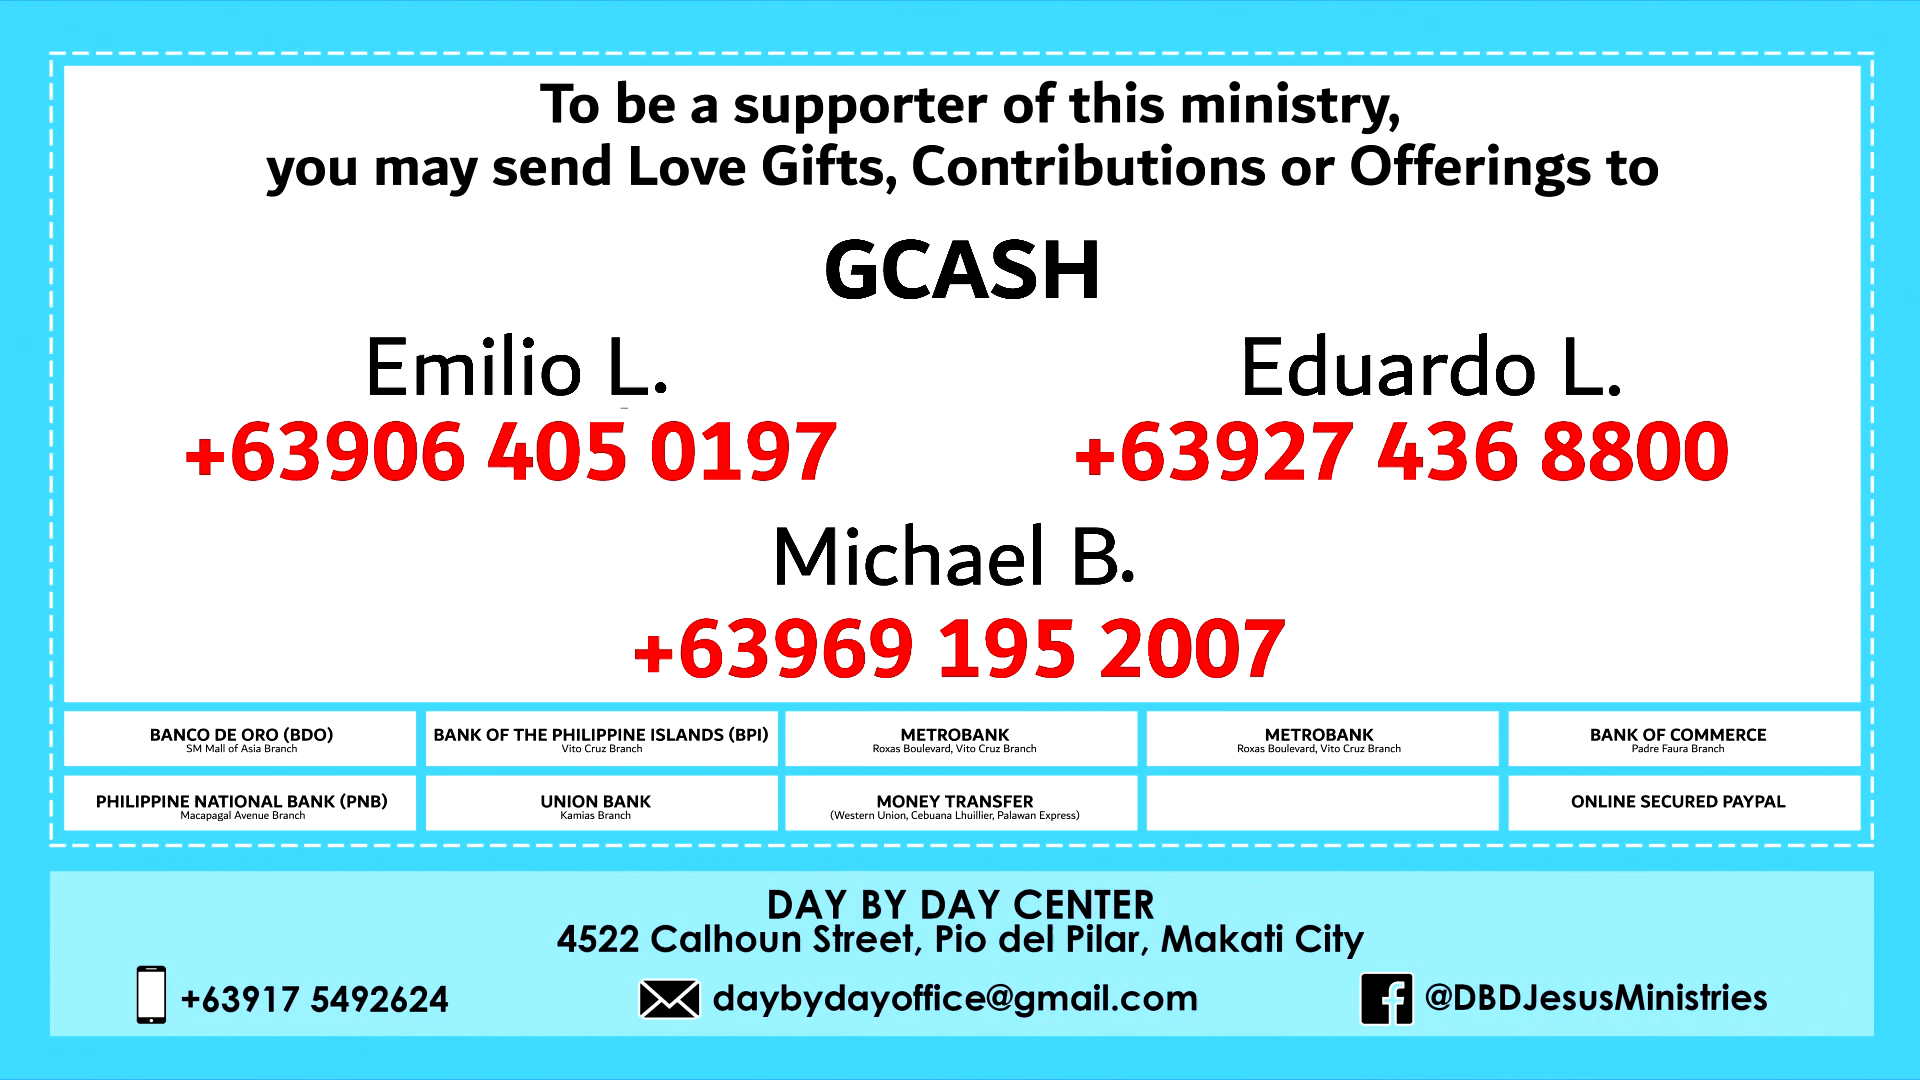 To be a supporter of this ministry,
you may send Love Gifts, Contributions or Offerings to
GCASH
Emilio L.
+63906 405 0197
Eduardo L.
+63927 436 8800
Michael B.
+63969 195 2007
BANCO DE ORO (BDO)
SM Mall of Asia Branch
BANK OF THE PHILIPPINE ISLANDS (BPI)
Vito Cruz Branch
METROBANK
Roxas Boulevard, Vito Cruz Branch
METROBANK
Roxas Boulevard, Vito Cruz Branch
BANK OF COMMERCE
Padre Faura Branch
PHILIPPINE NATIONAL BANK (PNB)
Macapagal Avenue Branch
UNION BANK
Kamias Branch
MONEY TRANSFER
(Western Union, Cebuana Lhuillier, Palawan Express)
ONLINE SECURED PAYPAL
DAY BY DAY CENTER
4522 Calhoun Street, Pio del Pilar, Makati City
+63917 5492624
daybydayoffice@gmail.com
@DBDJesusMinistries